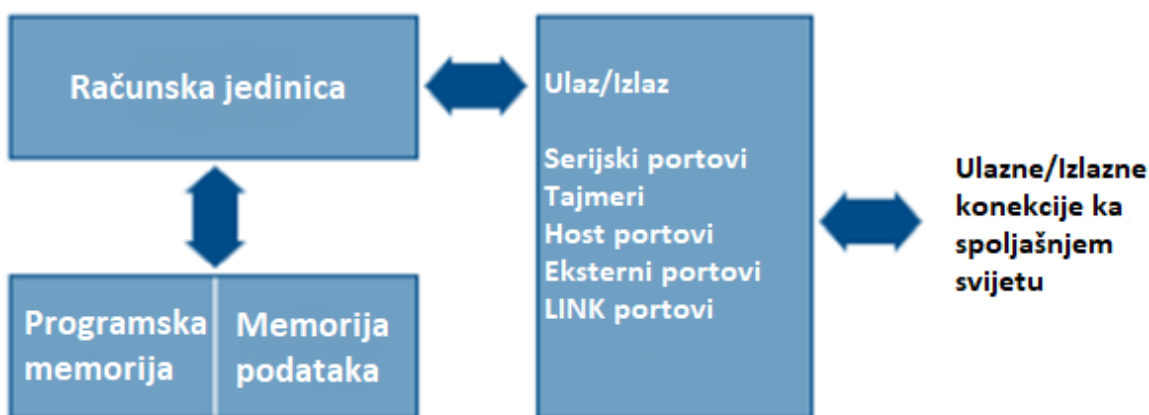 Računska jedinica
Ulaz/Izlaz
Serijski portovi
Tajmeri
Host portovi
Eksterni portovi
LINK portovi
Ulazne/Izlazne
konekcije ka
spoljašnjem
svijetu
Programska
memorija
Memorija
podataka